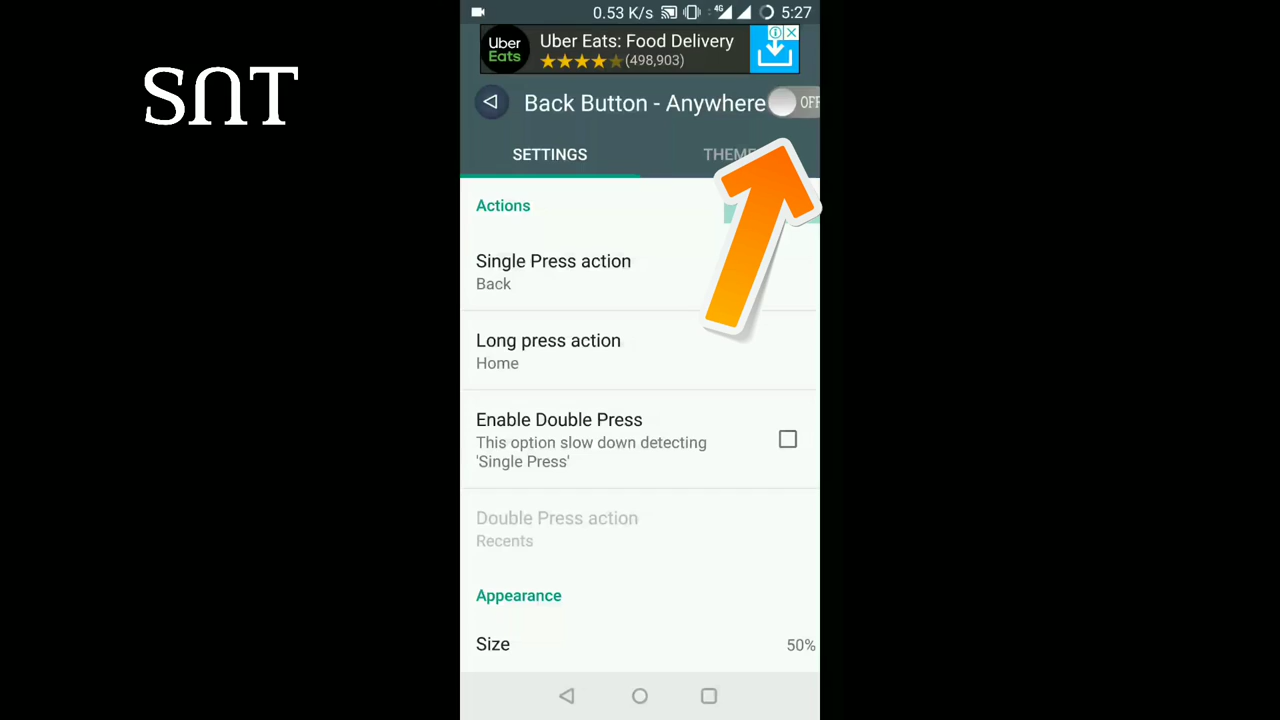 0.53 K/s 4G 5:27
Uber Eats
Uber Eats: Food Delivery
(498,903)
SՈT
Back Button - Anywhere OFF
SETTINGS THEME
Actions
Single Press action
Back
Long press action
Home
Enable Double Press
This option slow down detecting
'Single Press'
Double Press action
Recents
Appearance
Size 50%